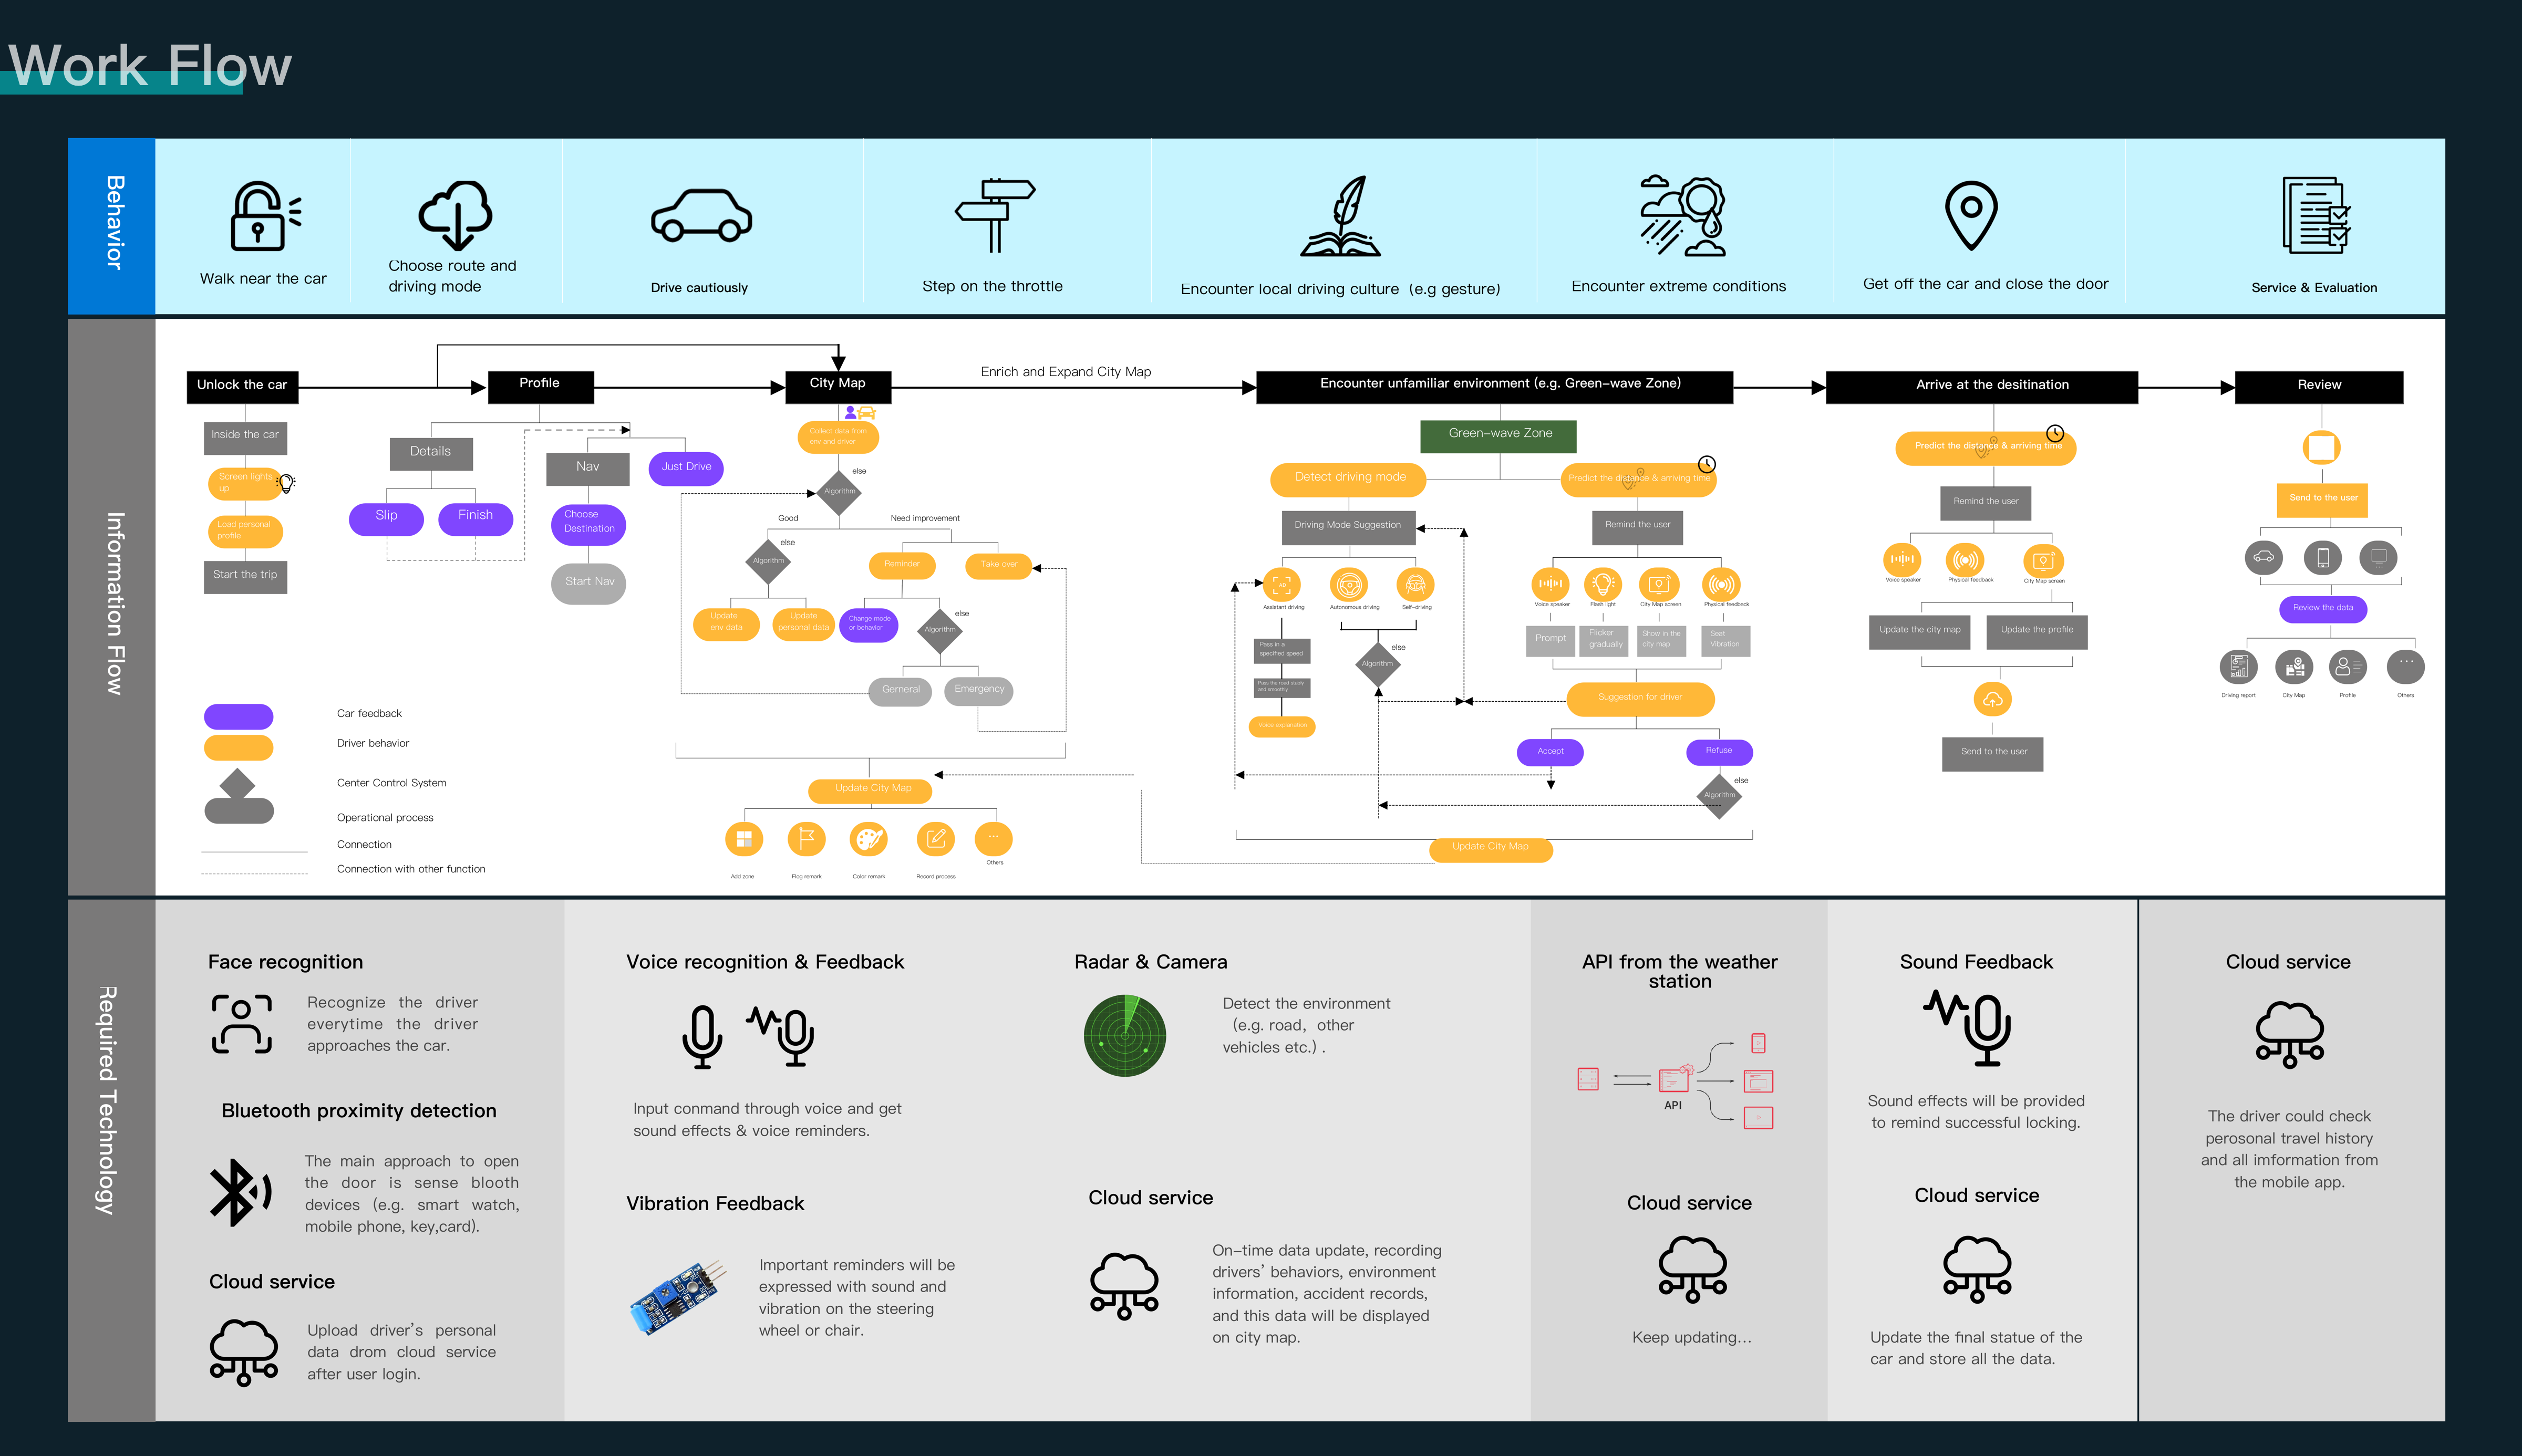 Work Flow
Behavior
Walk near the car
Choose route and
driving mode
Drive cautiously
Step on the throttle
Encounter local driving culture (e.g gesture)
Encounter extreme conditions
Get off the car and close the door
Service & Evaluation
Information Flow
Enrich and Expand City Map
Unlock the car
Profile
City Map
Encounter unfamiliar environment (e.g. Green-wave Zone)
Arrive at the desitination
Review
Inside the car
Screen lights
up
Load personal
profile
Start the trip
Details
Slip
Finish
Nav
Just Drive
Choose
Destination
Start Nav
Collect data from
env and driver
else
Algorithm
Good
Need improvement
else
Algorithm
Reminder
Take over
Update
env data
Update
personal data
Change mode
or behavior
else
Algorithm
Gemeral
Emergency
Update City Map
Add zone
Flog remark
Color remark
Record process
...
Others
Green-wave Zone
Detect driving mode
Predict the distance & arriving time
Driving Mode Suggestion
Remind the user
AD
Assistant driving
Autonomous driving
Self-driving
Voice speaker
Flash light
City Map screen
Physical feedback
Pass in a
specified speed
Pass the road stably
and smoothly
Voice explanation
else
Algorithm
Prompt
Flicker
gradually
Show in the
city map
Seat
Vibration
Suggestion for driver
Accept
Refuse
else
Algorithm
Update City Map
Predict the distance & arriving time
Remind the user
Voice speaker
Physical feedback
City Map screen
Update the city map
Update the profile
Send to the user
Send to the user
Review the data
Driving report
City Map
Profile
...
Others
Car feedback
Driver behavior
Center Control System
Operational process
Connection
Connection with other function
Required Technology
Face recognition
Recognize the driver
everytime the driver
approaches the car.
Bluetooth proximity detection
The main approach to open
the door is sense blooth
devices (e.g. smart watch,
mobile phone, key,card).
Cloud service
Upload driver's personal
data drom cloud service
after user login.
Voice recognition & Feedback
Input conmand through voice and get
sound effects & voice reminders.
Vibration Feedback
Important reminders will be
expressed with sound and
vibration on the steering
wheel or chair.
Radar & Camera
Detect the environment
(e.g. road, other
vehicles etc.) .
Cloud service
On-time data update, recording
drivers' behaviors, environment
information, accident records,
and this data will be displayed
on city map.
API from the weather
station
API
Cloud service
Keep updating...
Sound Feedback
Sound effects will be provided
to remind successful locking.
Cloud service
Update the final statue of the
car and store all the data.
Cloud service
The driver could check
perosonal travel history
and all imformation from
the mobile app.